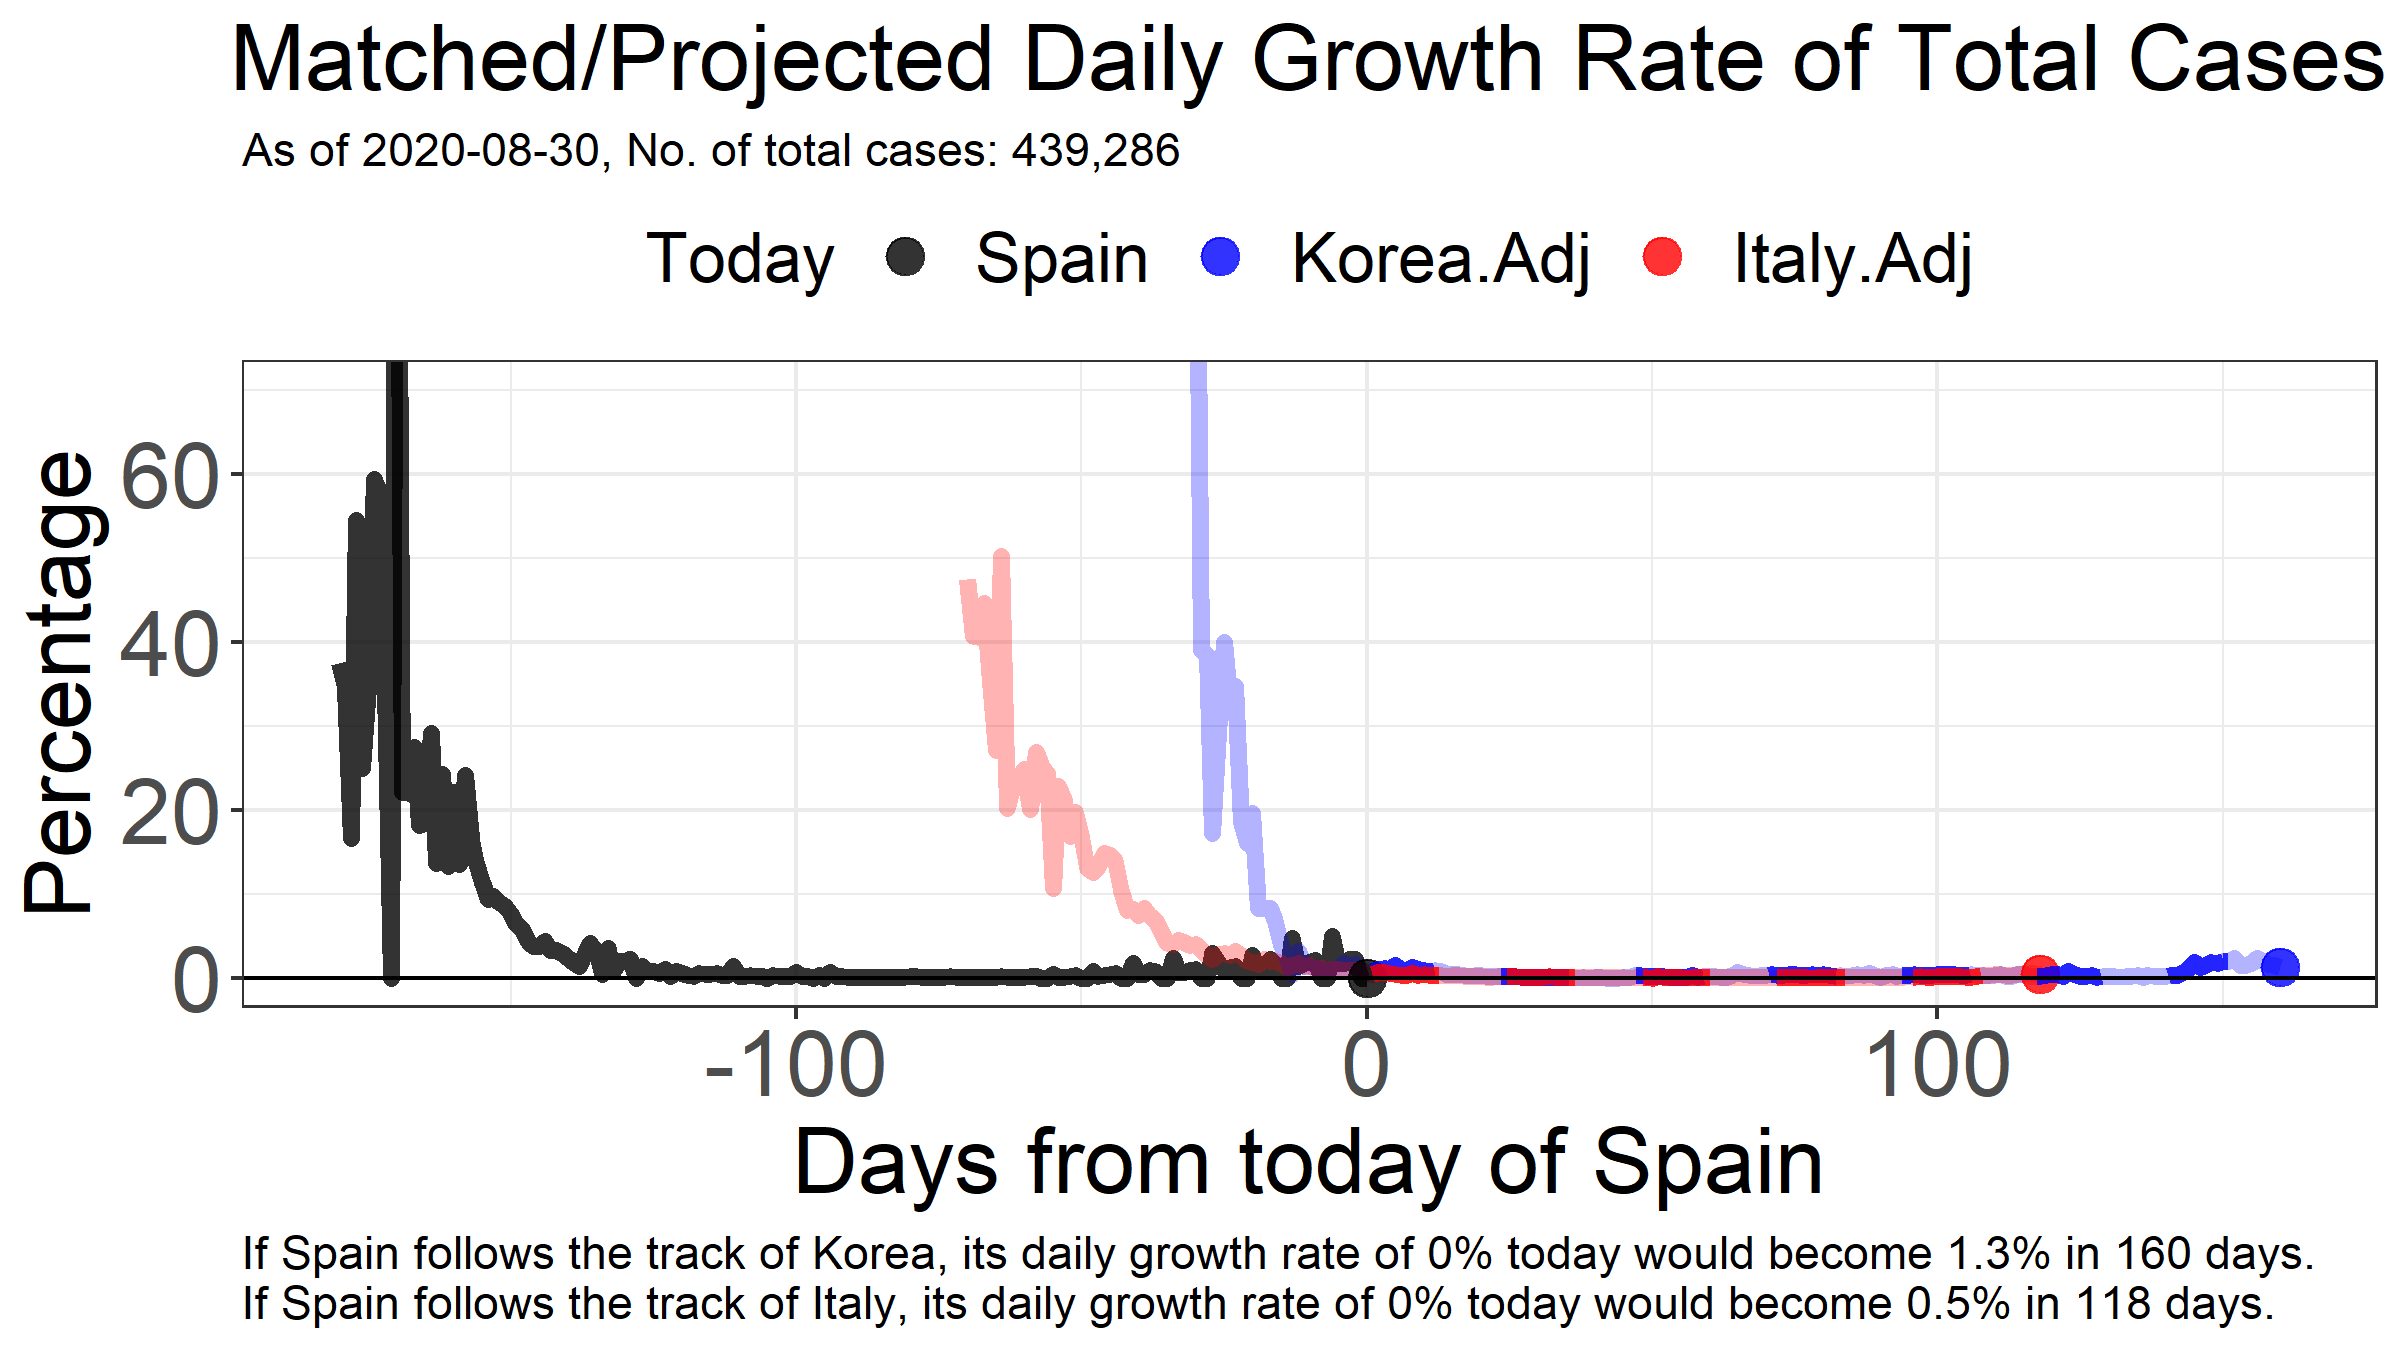 Matched/Projected Daily Growth Rate of Total Cases
As of 2020-08-30, No. of total cases: 439,286
Today Spain Korea.Adj Italy.Adj
Percentage
60
40
20
0
-100 0 100
Days from today of Spain
If Spain follows the track of Korea, its daily growth rate of 0% today would become 1.3% in 160 days.
If Spain follows the track of Italy, its daily growth rate of 0% today would become 0.5% in 118 days.